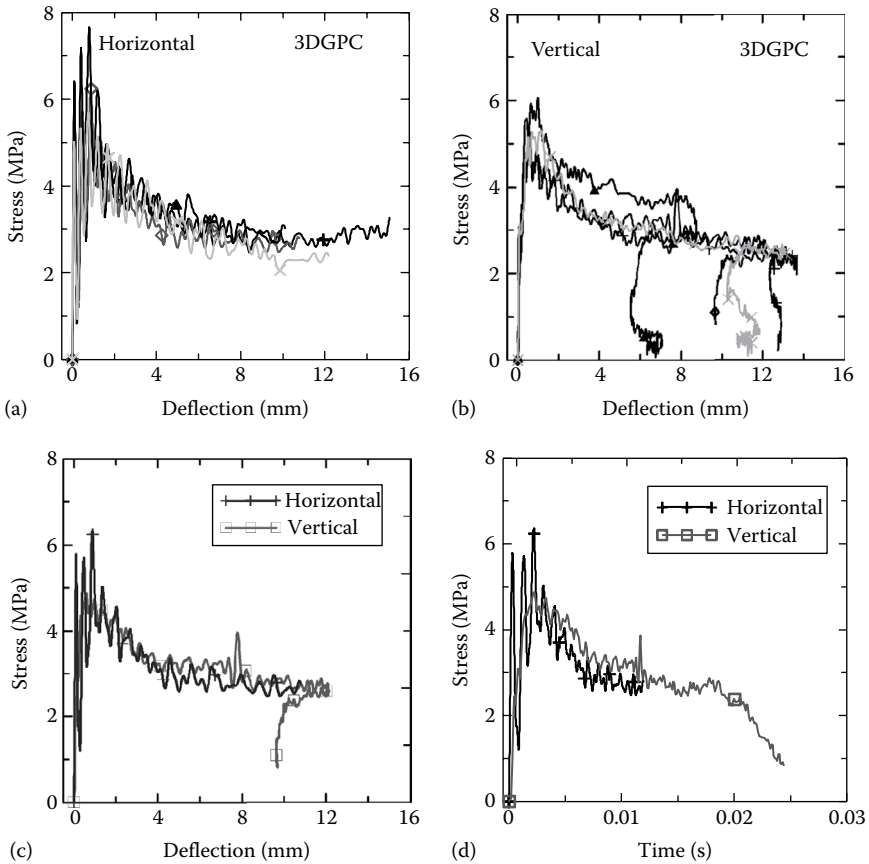 8
Horizontal
3DGPC
6
Stress (MPa)
4
2
0
0
4
8
12
16
(a)
Deflection (mm)
8
Vertical
3DGPC
6
Stress (MPa)
4
2
0
0
4
8
12
16
(b)
Deflection (mm)
8
Horizontal
Vertical
6
Stress (MPa)
4
2
0
0
4
8
12
16
(c)
Deflection (mm)
8
Horizontal
Vertical
6
Stress (MPa)
4
2
0
0
0.01
0.02
0.03
(d)
Time (s)